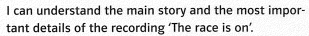 I can understand the main story and the most impor-
tant details of the recording ‘The race is on’.